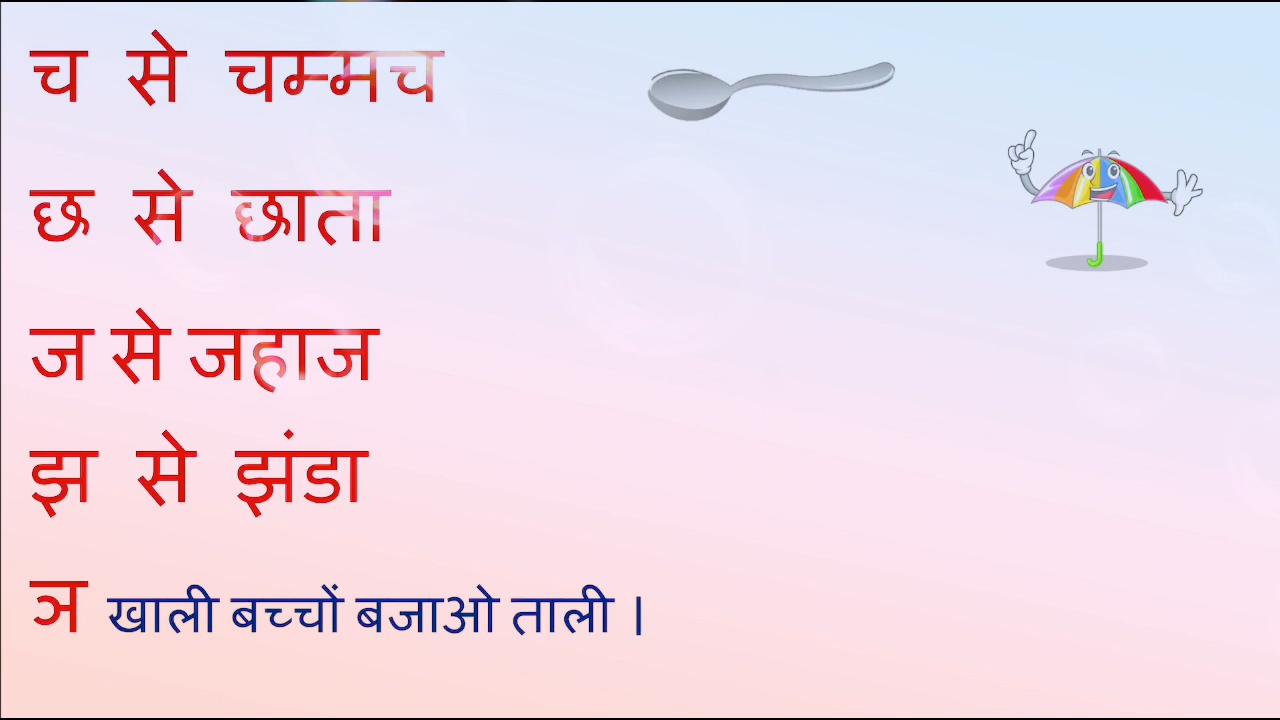 च से चम्मच
छ से छाता
ज से जहाज
झ से झंडा
ञ खाली बच्चों बजाओ ताली ।